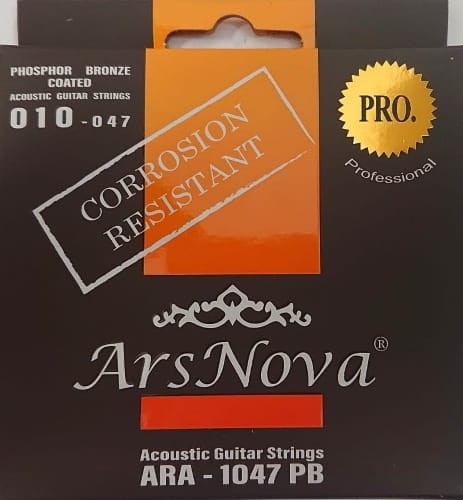 PHOSPHOR BRONZE
COATED
ACOUSTIC GUITAR STRINGS
010 - 047
PRO.
Professional
CORROSION
RESISTANT
ArsNova®
Acoustic Guitar Strings
ARA - 1047 PB